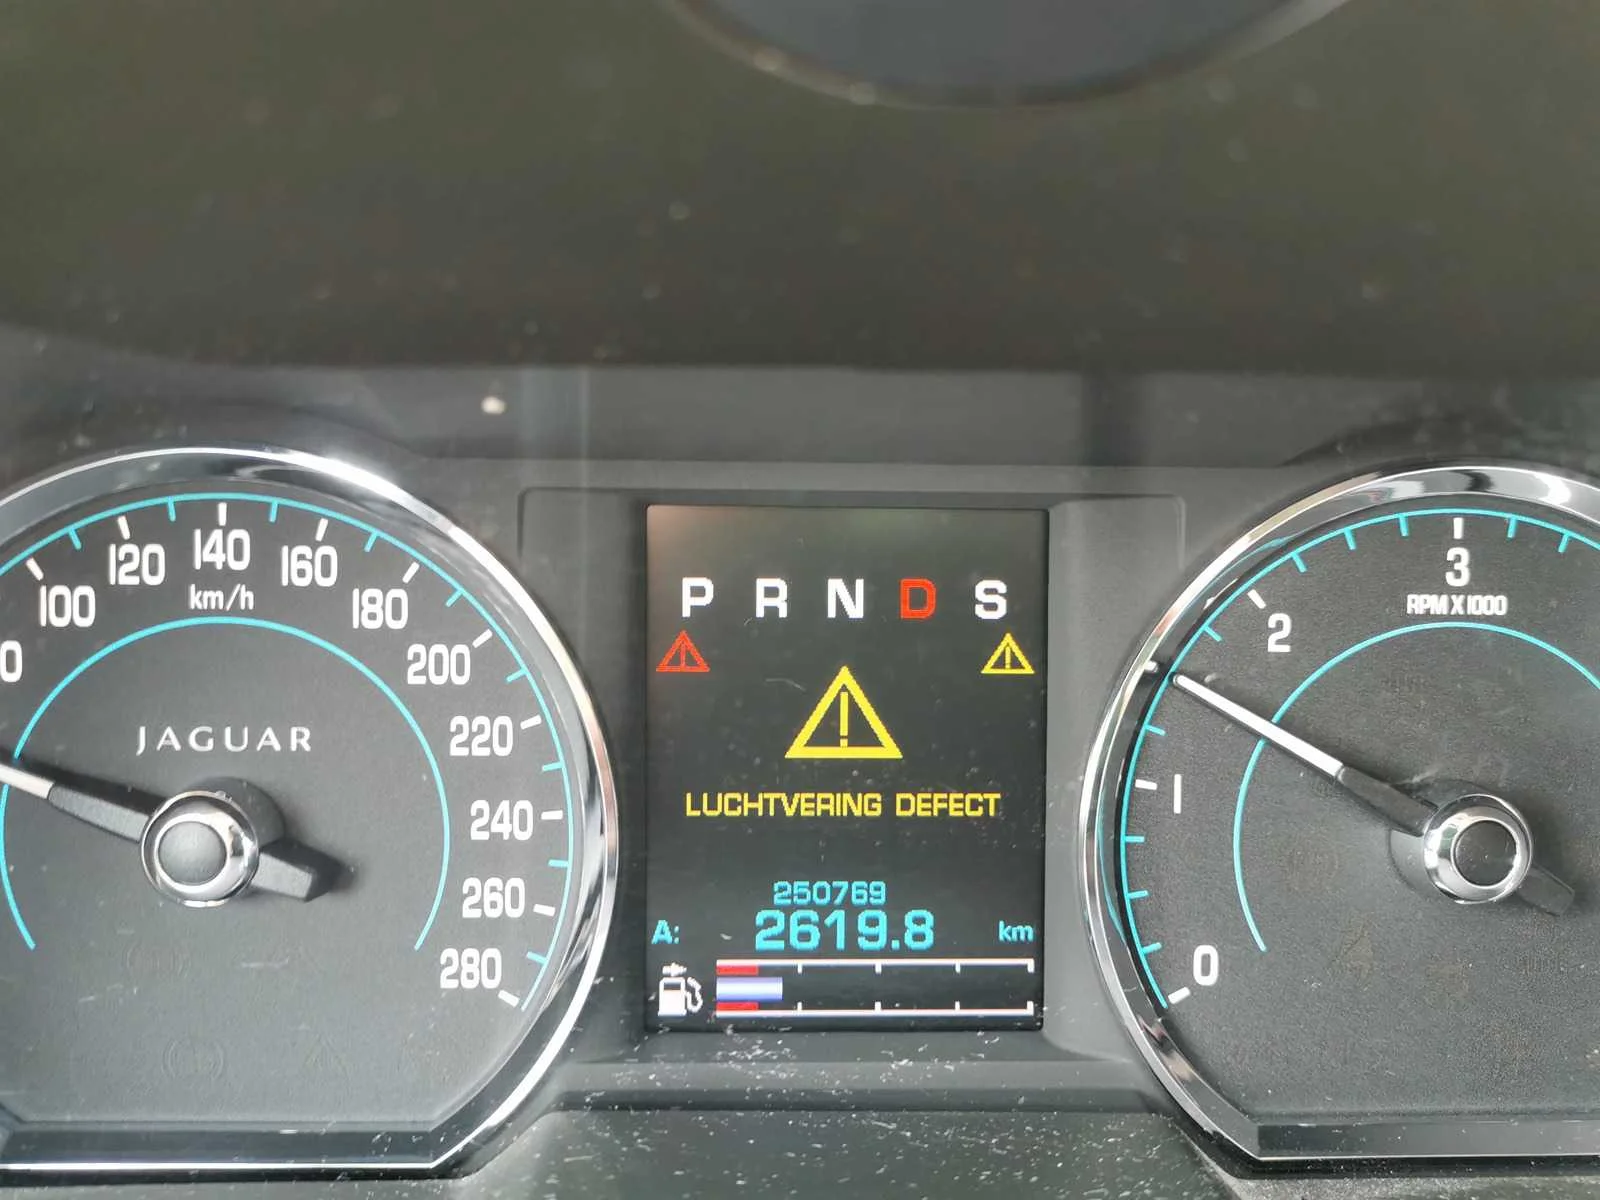 100
120
140
160
180
200
220
240
260
280
km/h
JAGUAR
P R N D S
LUCHTVERING DEFECT
250769
A: 2619.8 km
3
RPM X 1000
2
1
0